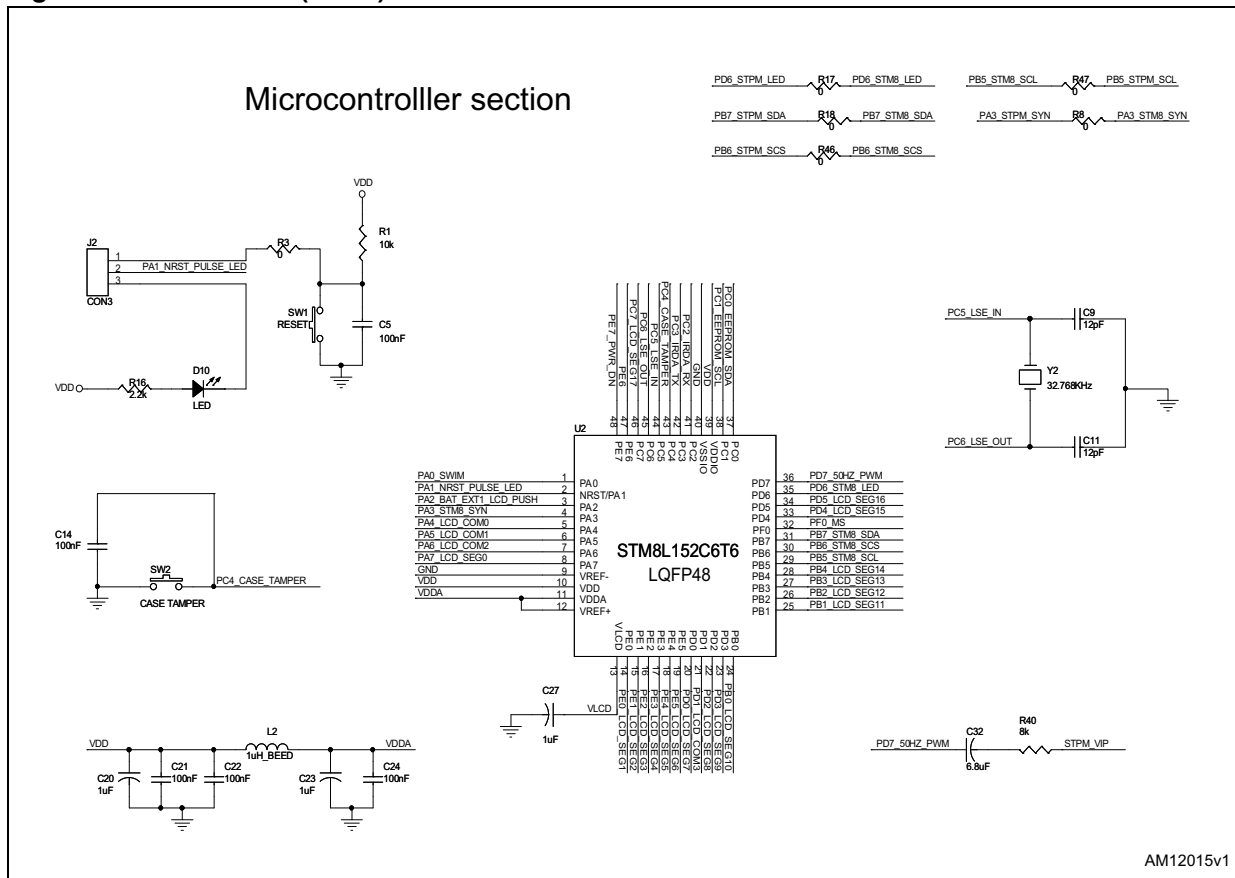 Microcontrolller section
PD6_STPM_LED R17 0 PD6_STM8_LED
PB5_STM8_SCL R47 0 PB5_STPM_SCL
PB7_STPM_SDA R18 0 PB7_STM8_SDA
PA3_STPM_SYN R8 0 PA3_STM8_SYN
PB6_STPM_SCS R46 0 PB6_STM8_SCS
VDD
R1
10k
J2
1
2
3
CON3
PA1_NRST_PULSE_LED
R3
0
SW1
RESET
C5
100nF
VDD
R16
2.2k
D10
LED
C14
100nF
SW2
CASE TAMPER
PC4_CASE_TAMPER
PE7_PWR_DN
PE6
PC7_LCD_SEG17
PC6_LSE_OUT
PC5_LSE_IN
PC4_CASE_TAMPER
PC3_IRDA_TX
PC2_IRDA_RX
GND
VDD
PC1_EEPROM_SCL
PC0_EEPROM_SDA
48 47 46 45 44 43 42 41 40 39 38 37
U2
PE7 PE6 PC7 PC6 PC5 PC4 PC3 PC2 VSSIO VDDIO PC1 PC0
PA0_SWIM 1 PA0
PA1_NRST_PULSE_LED 2 NRST/PA1
PA2_BAT_EXT1_LCD_PUSH 3 PA2
PA3_STM8_SYN 4 PA3
PA4_LCD_COM0 5 PA4
PA5_LCD_COM1 6 PA5
PA6_LCD_COM2 7 PA6
PA7_LCD_SEG0 8 PA7
GND 9 VREF-
VDD 10 VDD
VDDA 11 VDDA
12 VREF+
STM8L152C6T6
LQFP48
PD7 36 PD7_50HZ_PWM
PD6 35 PD6_STM8_LED
PD5 34 PD5_LCD_SEG16
PD4 33 PD4_LCD_SEG15
PF0 32 PF0_MS
PB7 31 PB7_STM8_SDA
PB6 30 PB6_STM8_SCS
PB5 29 PB5_STM8_SCL
PB4 28 PB4_LCD_SEG14
PB3 27 PB3_LCD_SEG13
PB2 26 PB2_LCD_SEG12
PB1 25 PB1_LCD_SEG11
VLCD PE0 PE1 PE2 PE3 PE4 PE5 PD0 PD1 PD2 PD3 PB0
13 14 15 16 17 18 19 20 21 22 23 24
PE0_LCD_SEG1
PE1_LCD_SEG2
PE2_LCD_SEG3
PE3_LCD_SEG4
PE4_LCD_SEG5
PE5_LCD_SEG6
PD0_LCD_SEG7
PD1_LCD_COM3
PD2_LCD_SEG8
PD3_LCD_SEG9
PB0_LCD_SEG10
C27
VLCD
1uF
PC5_LSE_IN
C9
12pF
Y2
32.768KHz
PC6_LSE_OUT
C11
12pF
VDD
L2
1uH_BEED
VDDA
C20
1uF
C21
100nF
C22
100nF
C23
1uF
C24
100nF
PD7_50HZ_PWM
C32
6.8uF
R40
8k
STPM_VIP
AM12015v1